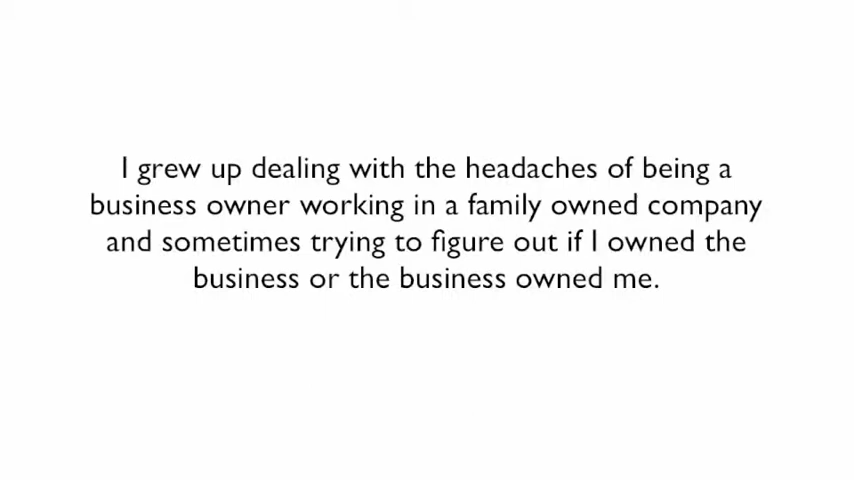 I grew up dealing with the headaches of being a
business owner working in a family owned company
and sometimes trying to figure out if I owned the
business or the business owned me.